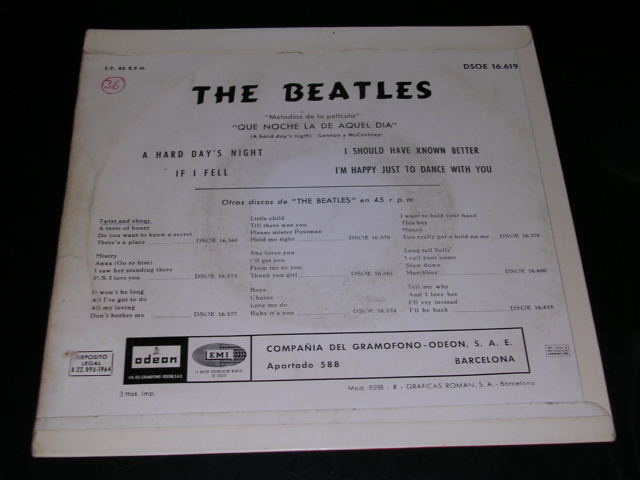 E.P. 45 R.P.M.
DSOE 16.619
36
THE BEATLES
"Melodías de la película"
"QUE NOCHE LA DE AQUEL DIA"
(A hard day's nigth) (Lennon y McCartney)
A HARD DAY'S NIGHT
I SHOULD HAVE KNOWN BETTER
IF I FELL
I'M HAPPY JUST TO DANCE WITH YOU
Otros discos de "THE BEATLES" en 45 r. p. m.
Twist and shout
A taste of honey
Do you want to know a secret
There's a place DSOE 16.560
Little child
Till there was you
Please mister Postman
Hold me tight DSOE 16.578
I want to hold your hand
This boy
Money
You really got a hold on me DSOE 16.576
Misery
Anna (Go to him)
I saw her standing there
P. S. I love you DSOE 16.573
She loves you
I'll get you
From me to you
Thank you girl DSOE 16.561
Long tall Sally
I call your name
Slow down
Matchbox DSOE 16.600
It won't be long
All I've got to do
All my loving
Don't bother me DSOE 16.577
Boys
Chains
Love me do
Baby it's you DSOE 16.574
Tell me why
And I love her
I'll cry instead
I'll be back DSOE 16.618
DEPOSITO
LEGAL
B.22.093-1964
odeon
CIA. DEL GRAMOFONO ODEON, S.A.E.
EMI
COMPAÑIA DEL GRAMOFONO-ODEON, S. A. E.
Apartado 588
BARCELONA
3 ttas imp.
Mod. 8558 - R - GRAFICAS ROMAN, S. A. - Barcelona